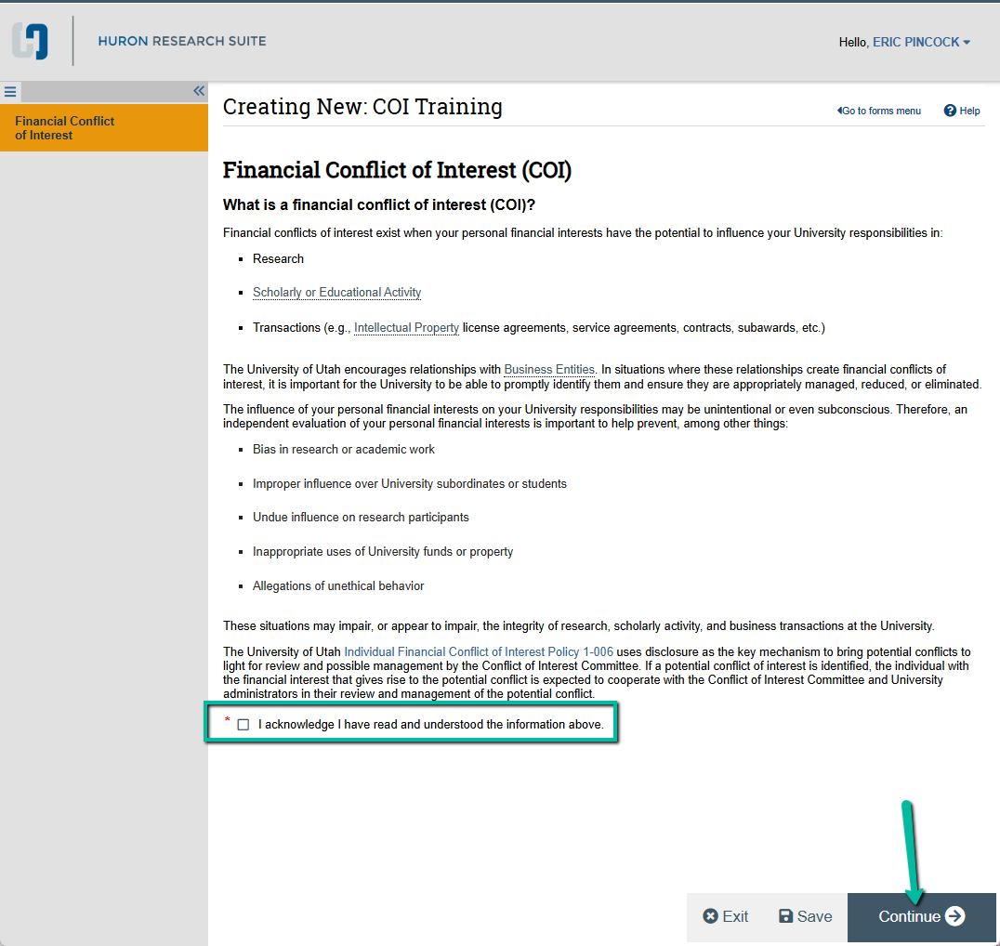 HURON RESEARCH SUITE
Hello, ERIC PINCOCK
Financial Conflict
of Interest
Creating New: COI Training
Go to forms menu
Help
Financial Conflict of Interest (COI)
What is a financial conflict of interest (COI)?
Financial conflicts of interest exist when your personal financial interests have the potential to influence your University responsibilities in:
Research
Scholarly or Educational Activity
Transactions (e.g., Intellectual Property license agreements, service agreements, contracts, subawards, etc.)
The University of Utah encourages relationships with Business Entities. In situations where these relationships create financial conflicts of
interest, it is important for the University to be able to promptly identify them and ensure they are appropriately managed, reduced, or eliminated.
The influence of your personal financial interests on your University responsibilities may be unintentional or even subconscious. Therefore, an
independent evaluation of your personal financial interests is important to help prevent, among other things:
Bias in research or academic work
Improper influence over University subordinates or students
Undue influence on research participants
Inappropriate uses of University funds or property
Allegations of unethical behavior
These situations may impair, or appear to impair, the integrity of research, scholarly activity, and business transactions at the University.
The University of Utah Individual Financial Conflict of Interest Policy 1-006 uses disclosure as the key mechanism to bring potential conflicts to
light for review and possible management by the Conflict of Interest Committee. If a potential conflict of interest is identified, the individual with
the financial interest that gives rise to the potential conflict is expected to cooperate with the Conflict of Interest Committee and University
administrators in their review and management of the potential conflict.
* I acknowledge I have read and understood the information above.
Exit
Save
Continue